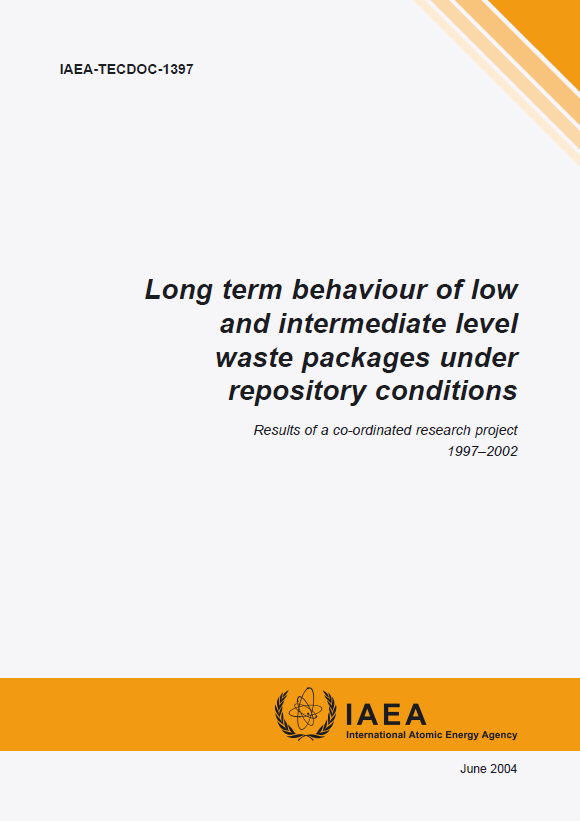 IAEA-TECDOC-1397
Long term behaviour of low
and intermediate level
waste packages under
repository conditions
Results of a co-ordinated research project
1997–2002
IAEA
International Atomic Energy Agency
June 2004